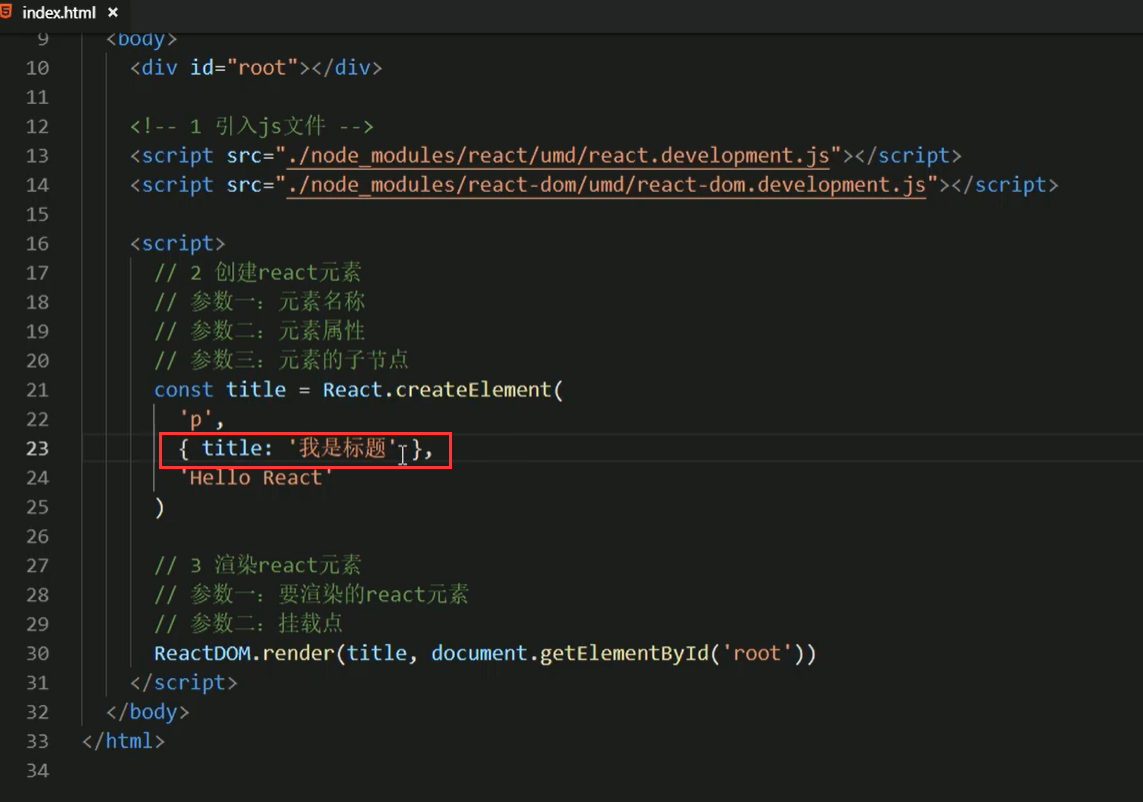 index.html ×
9 <body>
10 <div id="root"></div>
11
12 <!-- 1 引入js文件 -->
13 <script src="./node_modules/react/umd/react.development.js"></script>
14 <script src="./node_modules/react-dom/umd/react-dom.development.js"></script>
15
16 <script>
17 // 2 创建react元素
18 // 参数一: 元素名称
19 // 参数二: 元素属性
20 // 参数三: 元素的子节点
21 const title = React.createElement(
22 'p',
23 { title: '我是标题' },
24 'Hello React'
25 )
26
27 // 3 渲染react元素
28 // 参数一: 要渲染的react元素
29 // 参数二: 挂载点
30 ReactDOM.render(title, document.getElementById('root'))
31 </script>
32 </body>
33 </html>
34